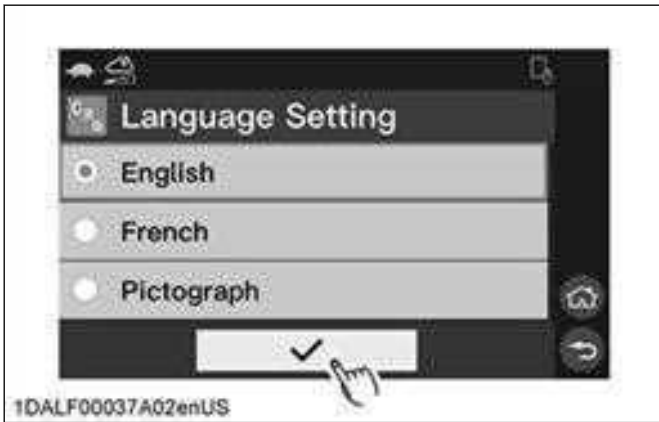 Language Setting
English
French
Pictograph
1DALF00037A02enUS